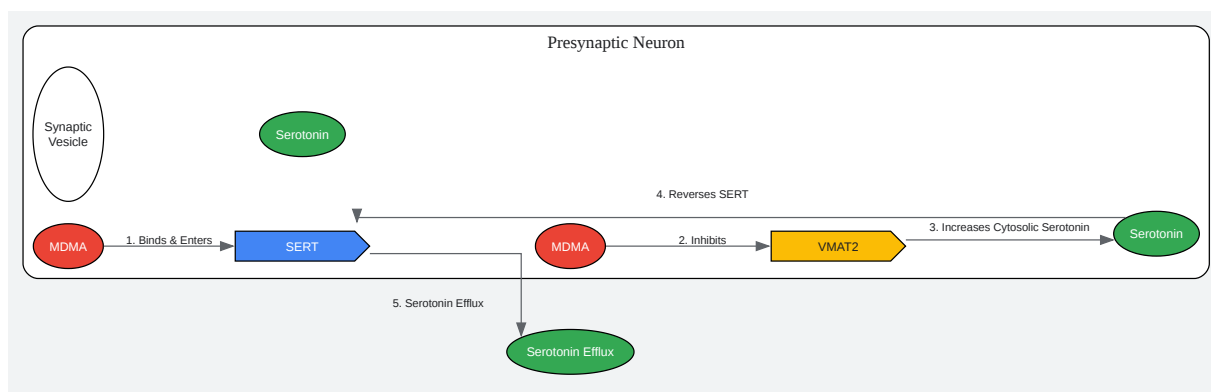 Presynaptic Neuron
Synaptic
Vesicle
Serotonin
4. Reverses SERT
MDMA
1. Binds & Enters
SERT
MDMA
2. Inhibits
VMAT2
3. Increases Cytosolic Serotonin
Serotonin
5. Serotonin Efflux
Serotonin Efflux